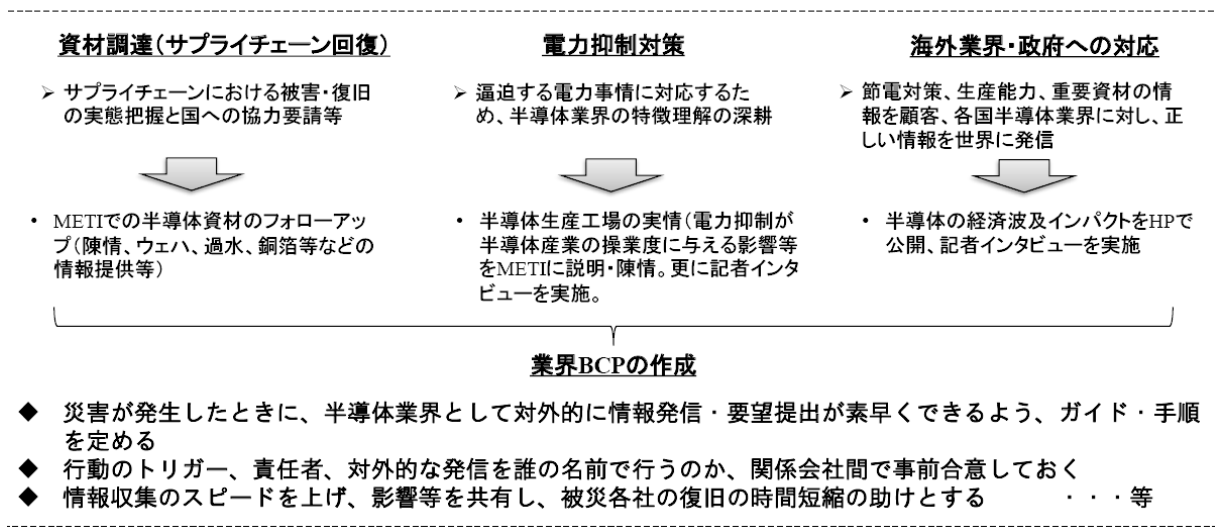 資材調達(サプライチェーン回復)
➢ サプライチェーンにおける被害・復旧
の実態把握と国への協力要請等
• METIでの半導体資材のフォローアッ
プ(陳情、ウェハ、過水、銅箔等などの
情報提供等)
電力抑制対策
➢ 逼迫する電力事情に対応するた
め、半導体業界の特徴理解の深耕
• 半導体生産工場の実情(電力抑制が
半導体産業の操業度に与える影響等
をMETIに説明・陳情。更に記者インタ
ビューを実施。
海外業界・政府への対応
➢ 節電対策、生産能力、重要資材の情
報を顧客、各国半導体業界に対し、正
しい情報を世界に発信
• 半導体の経済波及インパクトをHPで
公開、記者インタビューを実施
業界BCPの作成
◆ 災害が発生したときに、半導体業界として対外的に情報発信・要望提出が素早くできるよう、ガイド・手順
を定める
◆ 行動のトリガー、責任者、対外的な発信を誰の名前で行うのか、関係会社間で事前合意しておく
◆ 情報収集のスピードを上げ、影響等を共有し、被災各社の復旧の時間短縮の助けとする ・・・等